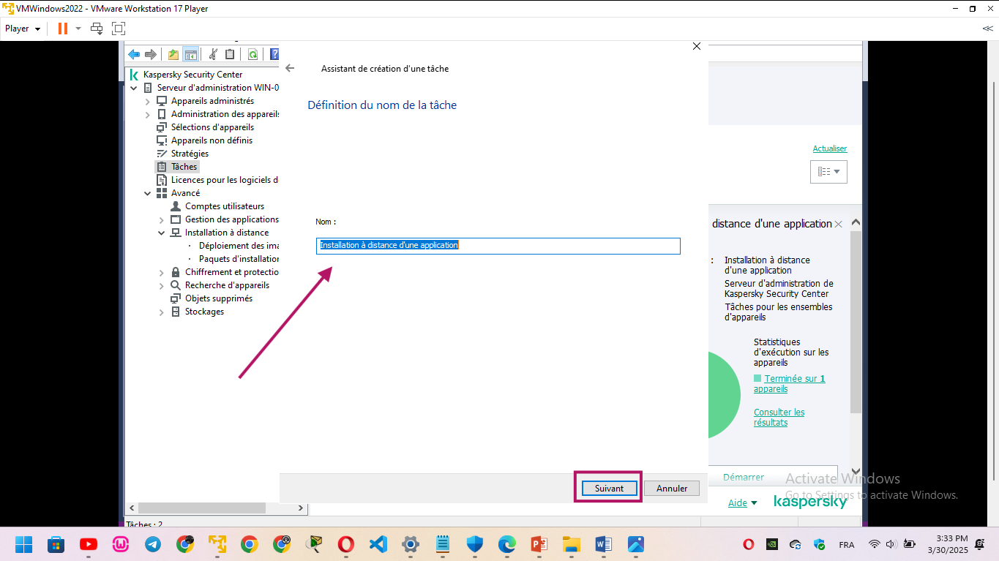 VMWindows2022 - VMware Workstation 17 Player
Player
Kaspersky Security Center
Serveur d'administration WIN-0
Appareils administrés
Administration des appareils
Sélections d'appareils
Appareils non définis
Stratégies
Tâches
Licences pour les logiciels d
Avancé
Comptes utilisateurs
Gestion des applications
Installation à distance
Déploiement des ima
Paquets d'installation
Chiffrement et protectio
Recherche d'appareils
Objets supprimés
Stockages
Tâches : 2
Assistant de création d'une tâche
Définition du nom de la tâche
Nom :
Installation à distance d'une application
Suivant
Annuler
Actualiser
distance d'une application
: Installation à distance
d'une application
Serveur d'administration de
Kaspersky Security Center
Tâches pour les ensembles
d'appareils
Statistiques
d'exécution sur les
appareils
Terminée sur 1
appareils
Consulter les
résultats
Démarrer
Aide
kaspersky
Activate Windows
Go to Settings to activate Windows.
FRA
3:33 PM
3/30/2025